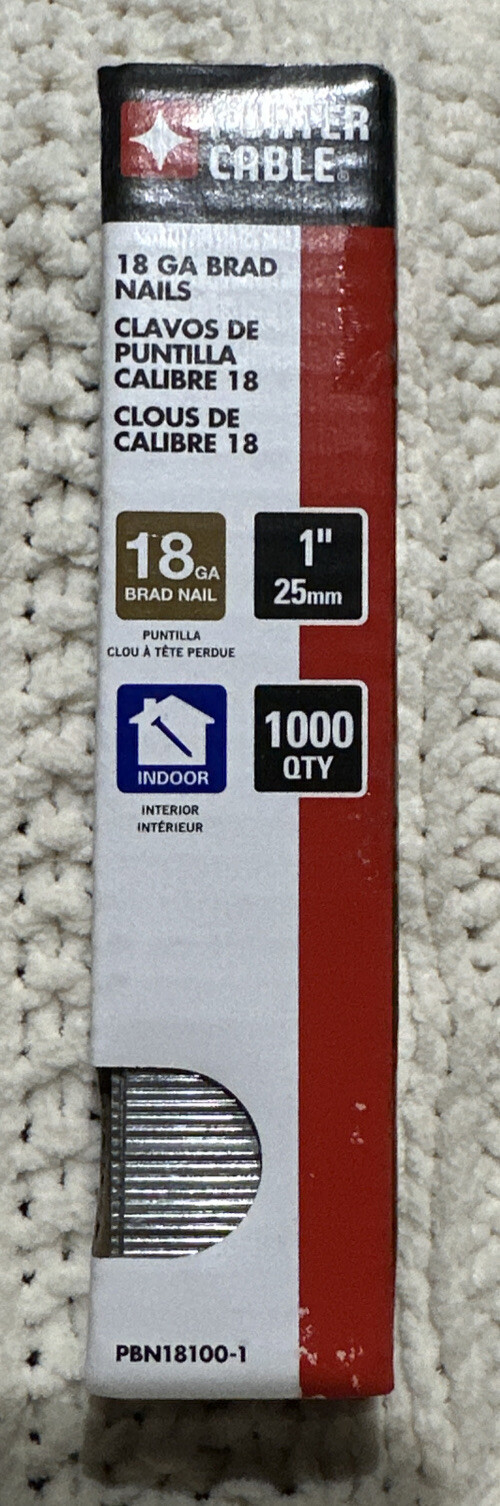 PORTER
CABLE®
18 GA BRAD
NAILS
CLAVOS DE
PUNTILLA
CALIBRE 18
CLOUS DE
CALIBRE 18
18GA
BRAD NAIL
1"
25mm
PUNTILLA
CLOU À TÊTE PERDUE
INDOOR
1000
QTY
INTERIOR
INTÉRIEUR
PBN18100-1